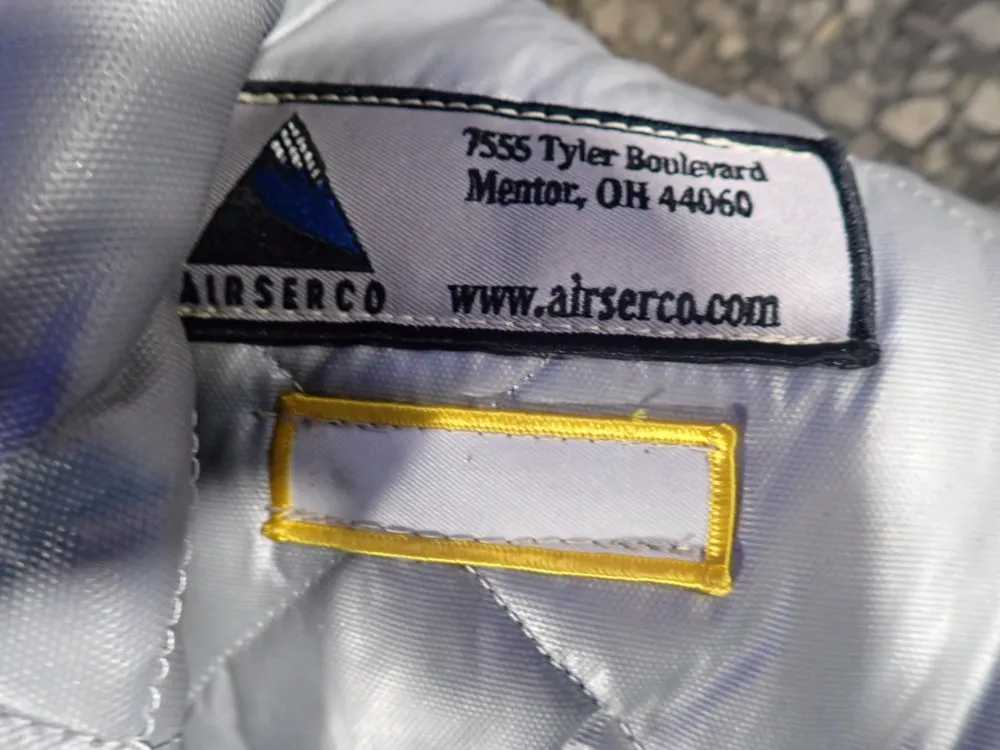 7555 Tyler Boulevard
Mentor, OH 44060
AIRSERCO
www.airserco.com